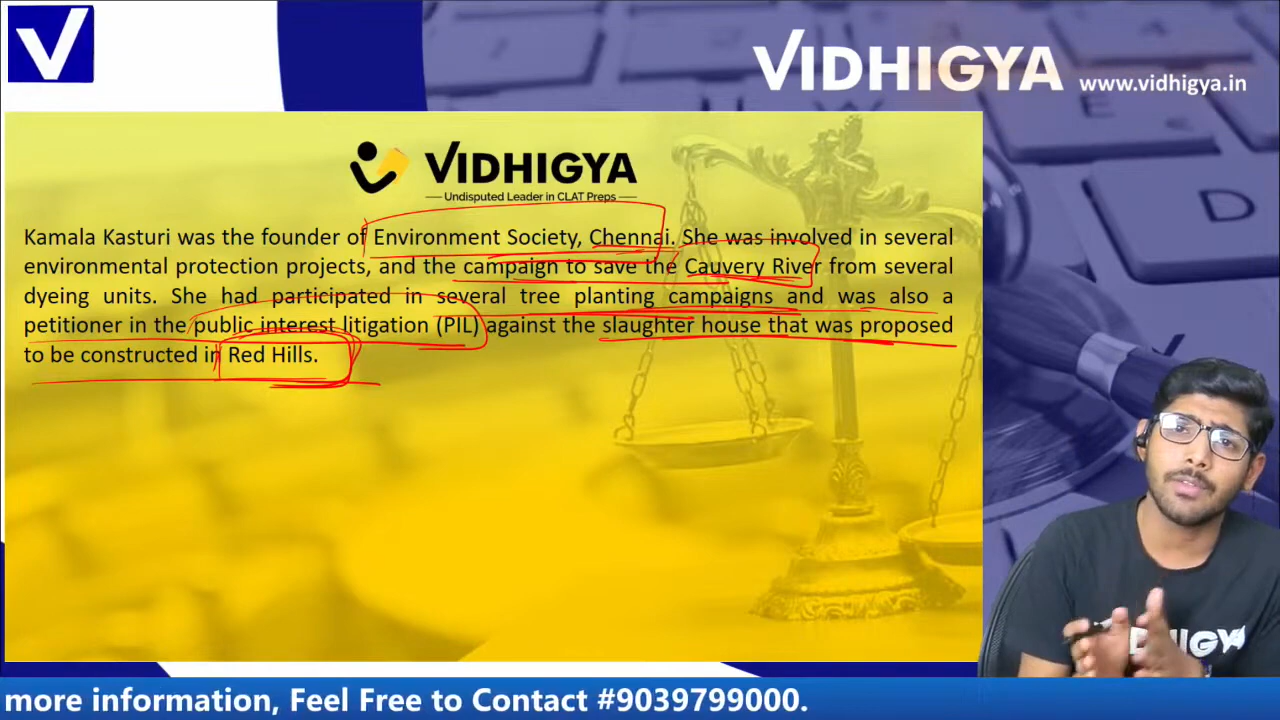 V
VIDHIGYA www.vidhigya.in
VIDHIGYA
Undisputed Leader in CLAT Preps
Kamala Kasturi was the founder of Environment Society, Chennai. She was involved in several
environmental protection projects, and the campaign to save the Cauvery River from several
dyeing units. She had participated in several tree planting campaigns and was also a
petitioner in the public interest litigation (PIL) against the slaughter house that was proposed
to be constructed in Red Hills.
D
more information, Feel Free to Contact #9039799000.